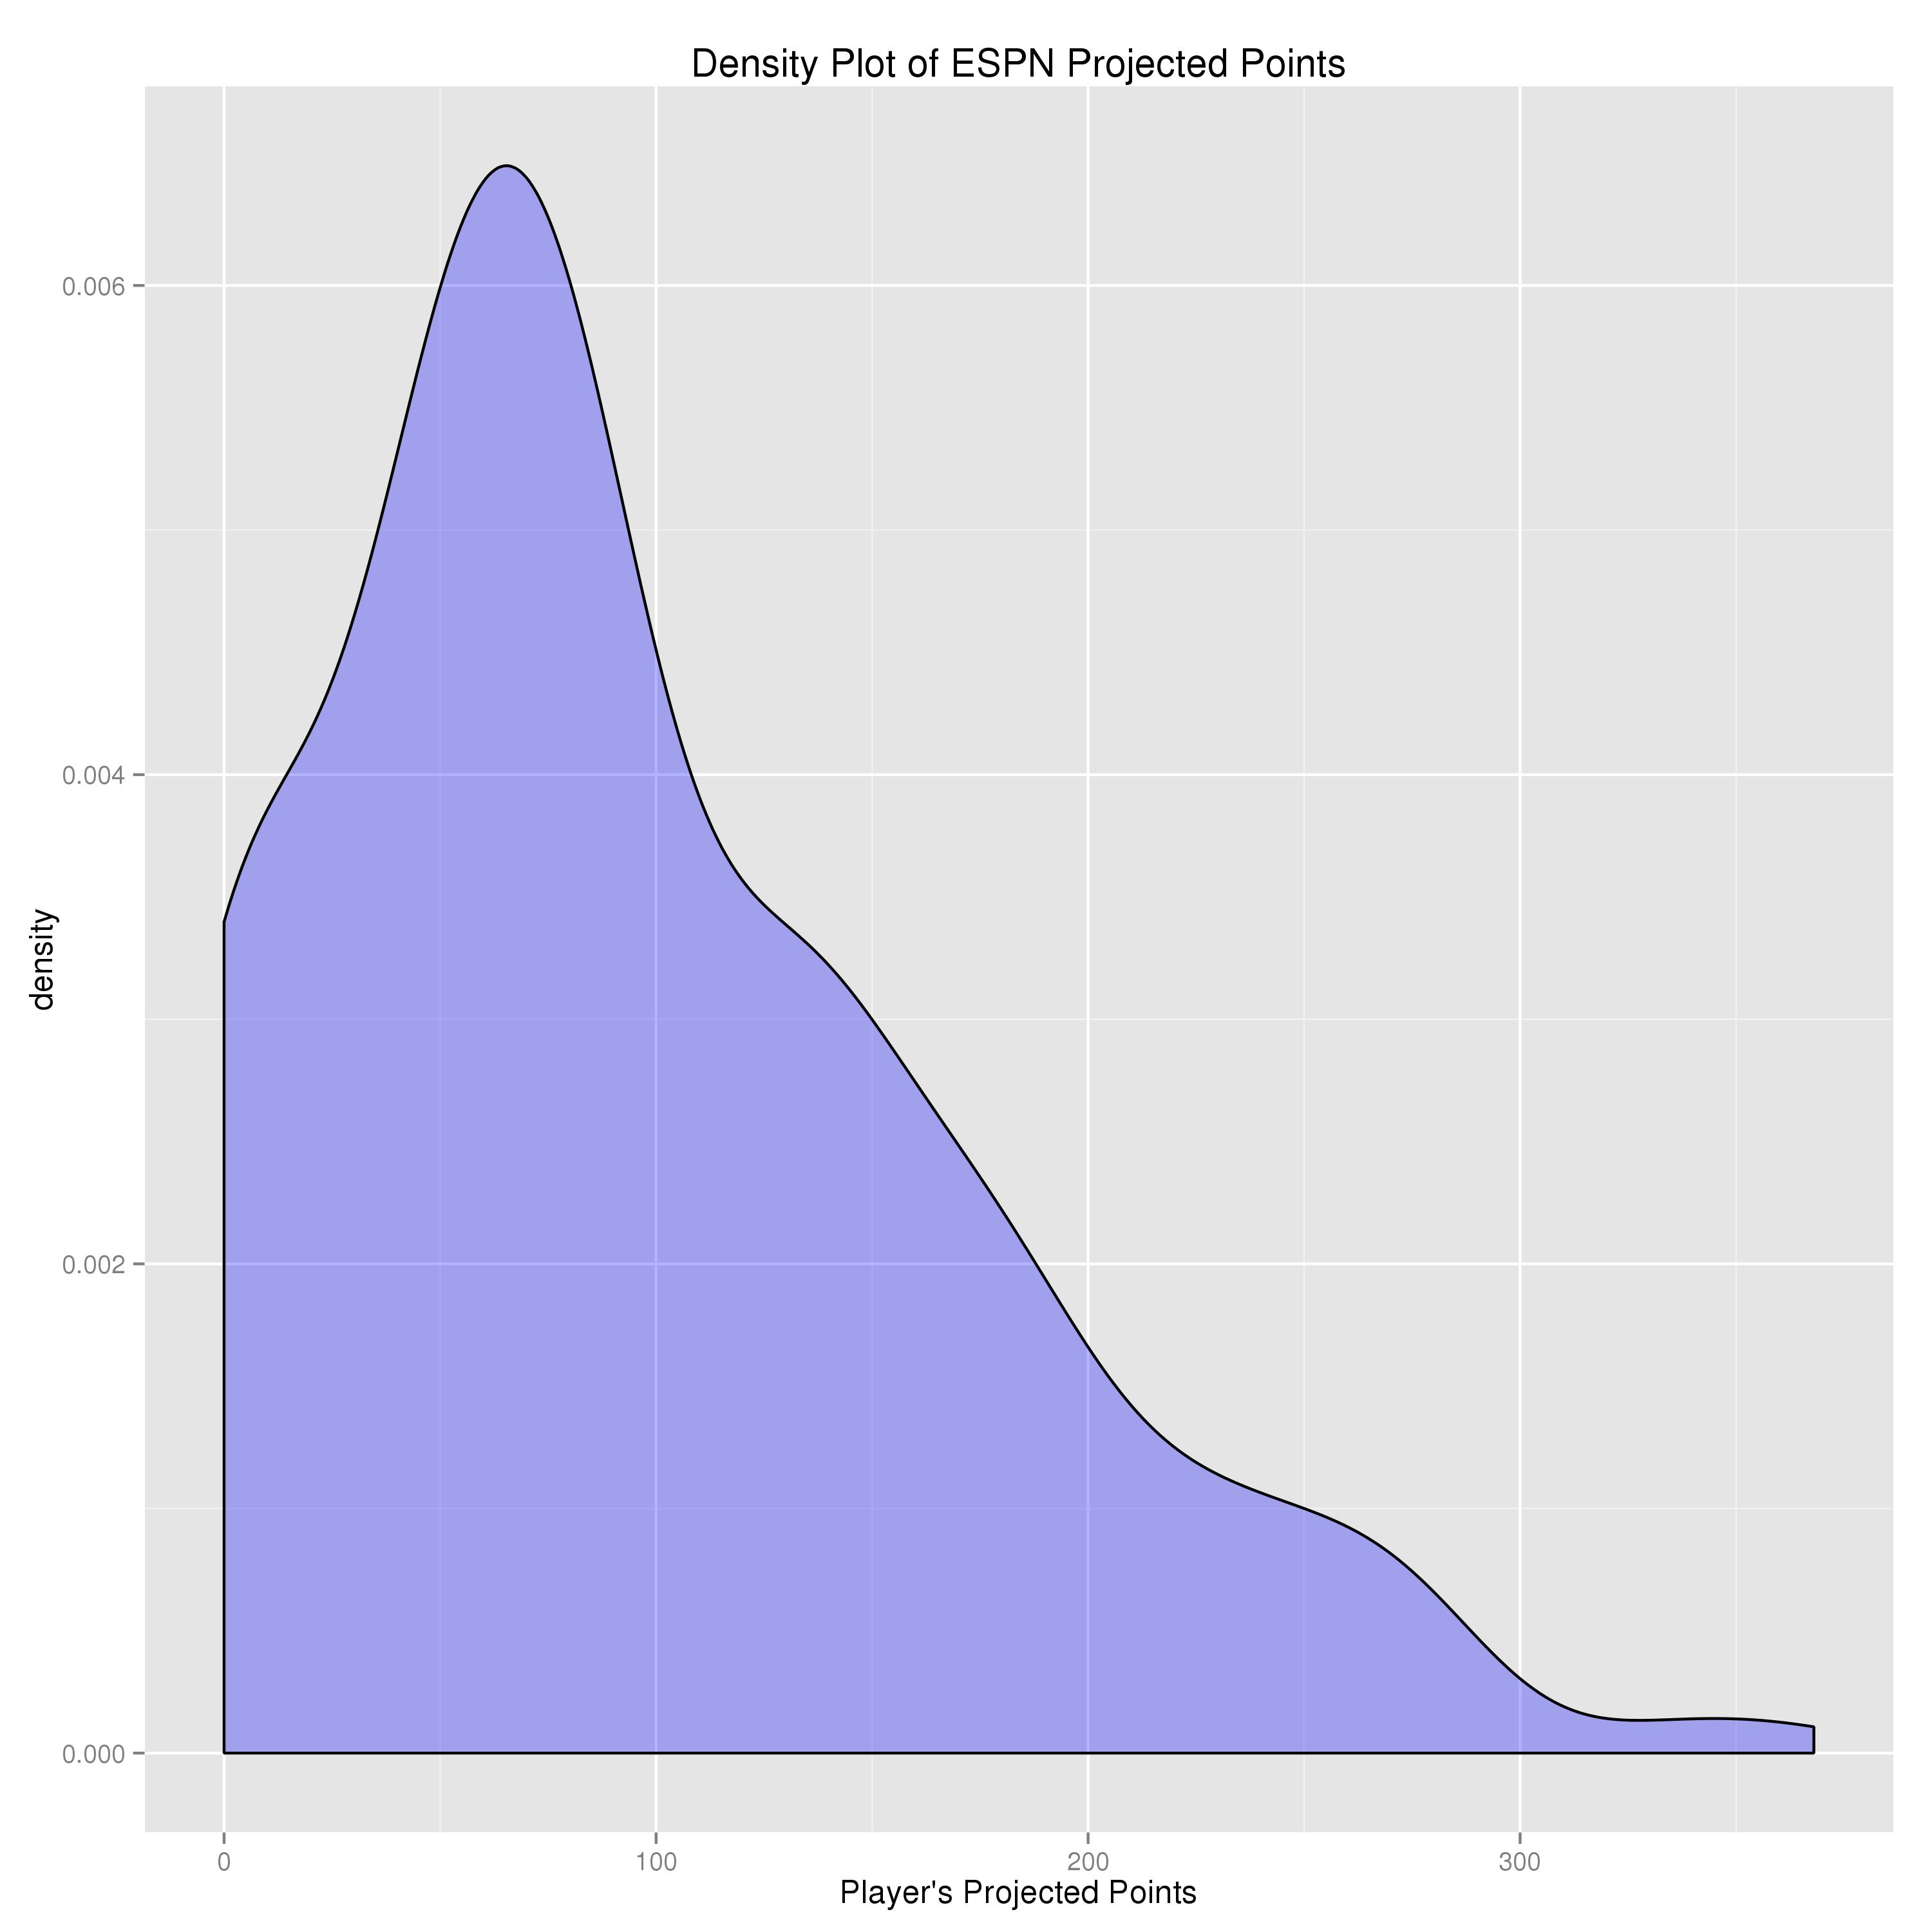 Density Plot of ESPN Projected Points
0.006
0.004
0.002
0.000
density
0 100 200 300
Player's Projected Points